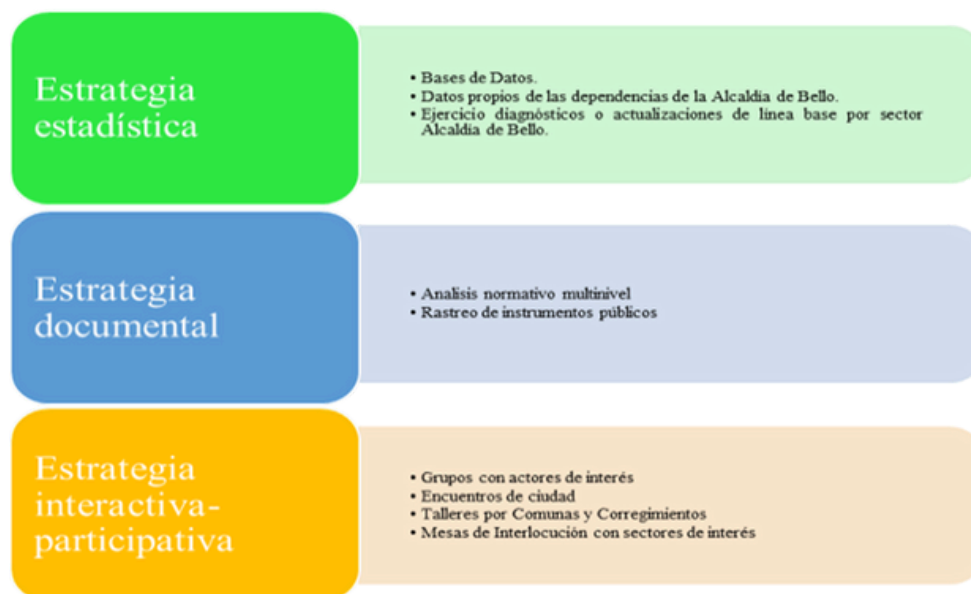 Estrategia
estadística
• Bases de Datos.
• Datos propios de las dependencias de la Alcaldía de Bello.
• Ejercicio diagnósticos o actualizaciones de línea base por sector
Alcaldía de Bello.
Estrategia
documental
• Analisis normativo multinivel
• Rastreo de instrumentos públicos
Estrategia
interactiva-
participativa
• Grupos con actores de interés
• Encuentros de ciudad
• Talleres por Comunas y Corregimientos
• Mesas de Interlocución con sectores de interés